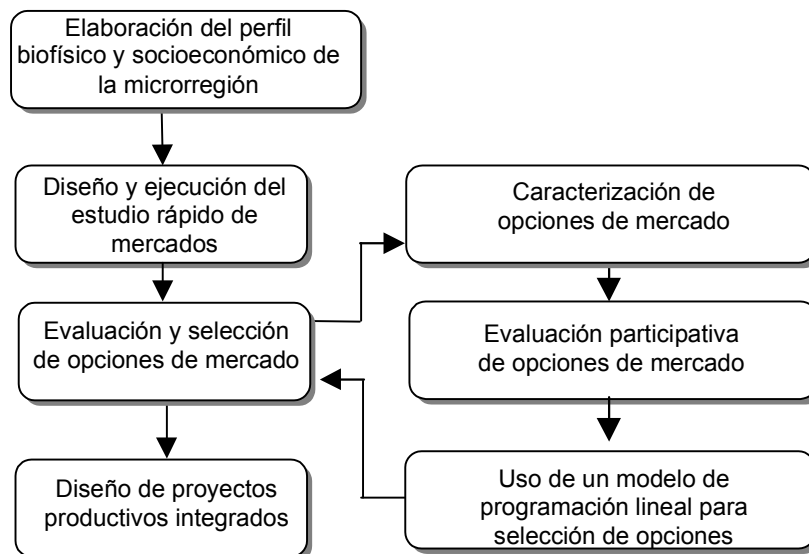 Elaboración del perfil
biofísico y socioeconómico de
la microrregión
Diseño y ejecución del
estudio rápido de
mercados
Evaluación y selección
de opciones de mercado
Diseño de proyectos
productivos integrados
Caracterización de
opciones de mercado
Evaluación participativa
de opciones de mercado
Uso de un modelo de
programación lineal para
selección de opciones